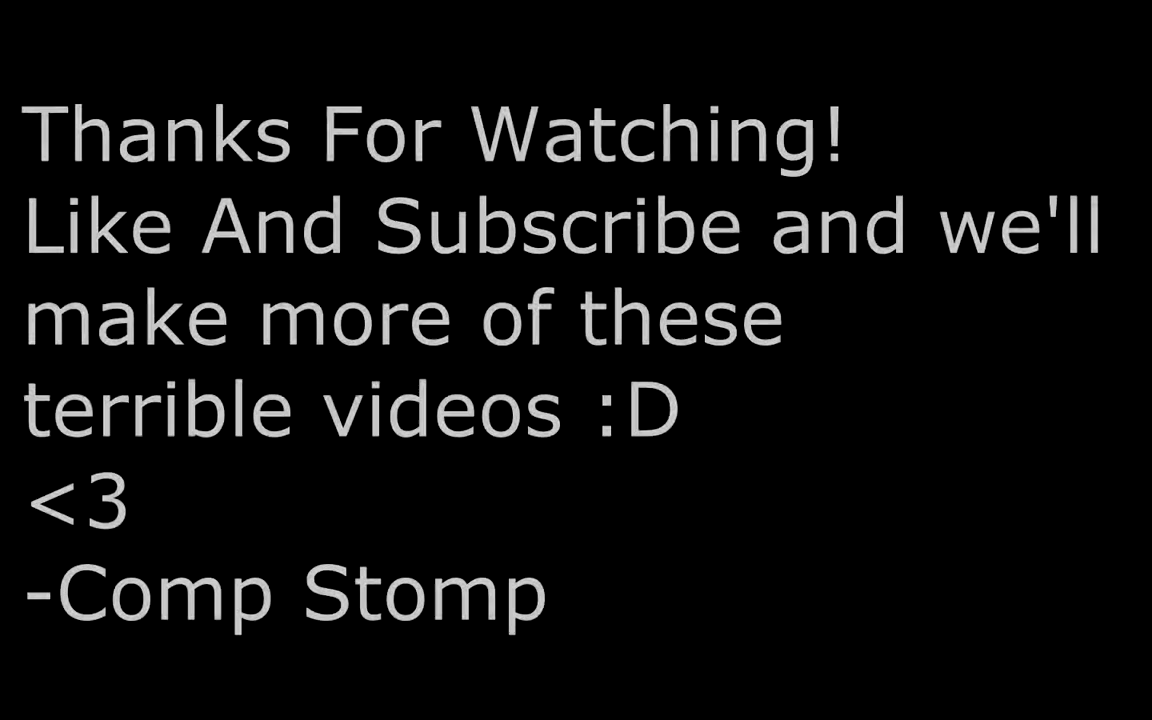 Thanks For Watching!
Like And Subscribe and we'll
make more of these
terrible videos :D
<3
-Comp Stomp